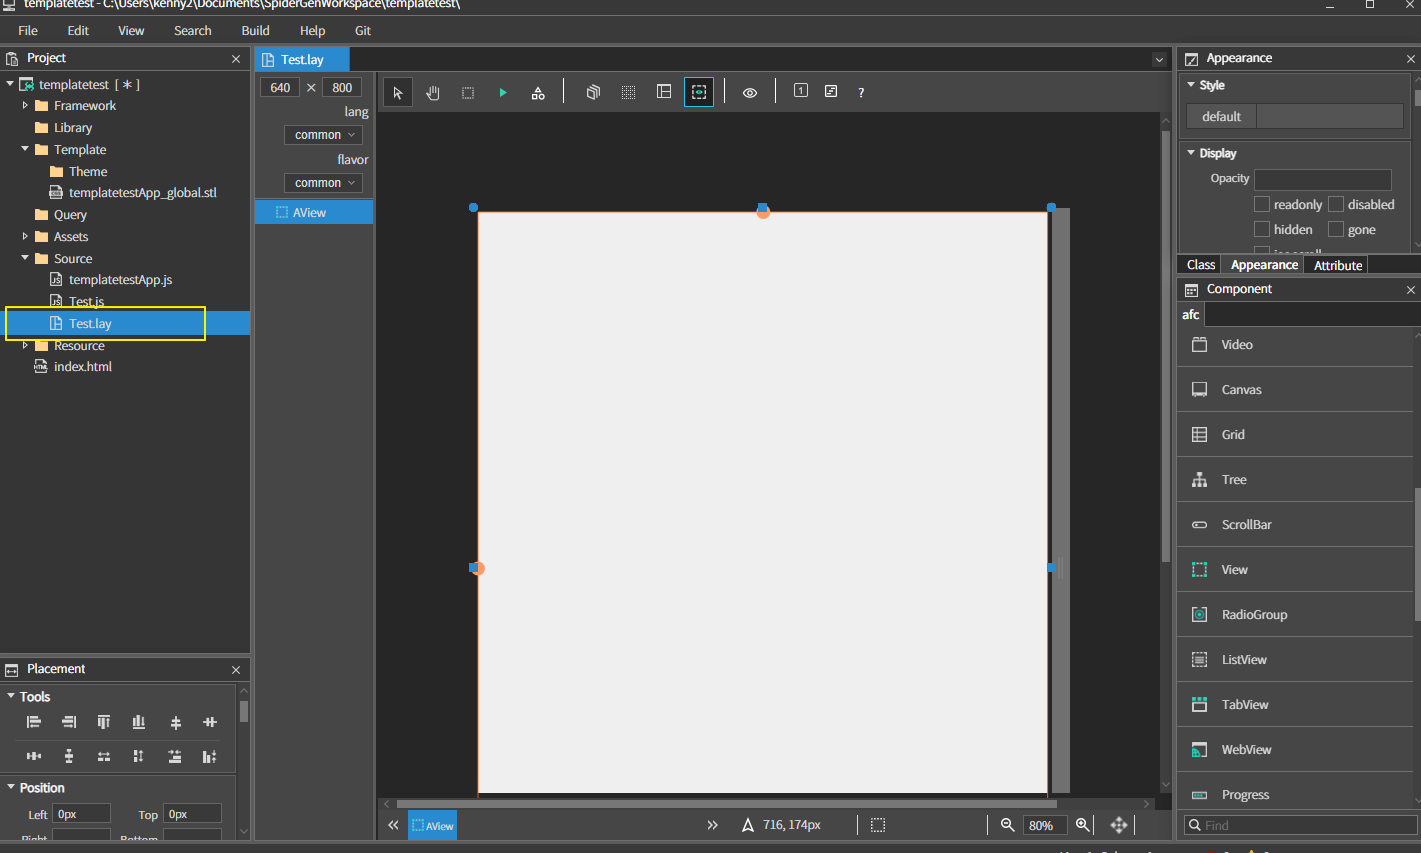 templatetest - C:\Users\kenny2\Documents\SpiderGenWorkspace\templatetest\
File Edit View Search Build Help Git
Project
templatetest [ * ]
Framework
Library
Template
Theme
templatetestApp_global.stl
Query
Assets
Source
templatetestApp.js
Test.js
Test.lay
Resource
index.html
Placement
Tools
Position
Left 0px Top 0px
Right Bottom
Test.lay
640 × 800
lang
common
flavor
common
AView
1 ?
AView
716, 174px
80%
Appearance
Style
default
Display
Opacity
readonly disabled
hidden gone
Class Appearance Attribute
Component
afc
Video
Canvas
Grid
Tree
ScrollBar
View
RadioGroup
ListView
TabView
WebView
Progress
Find